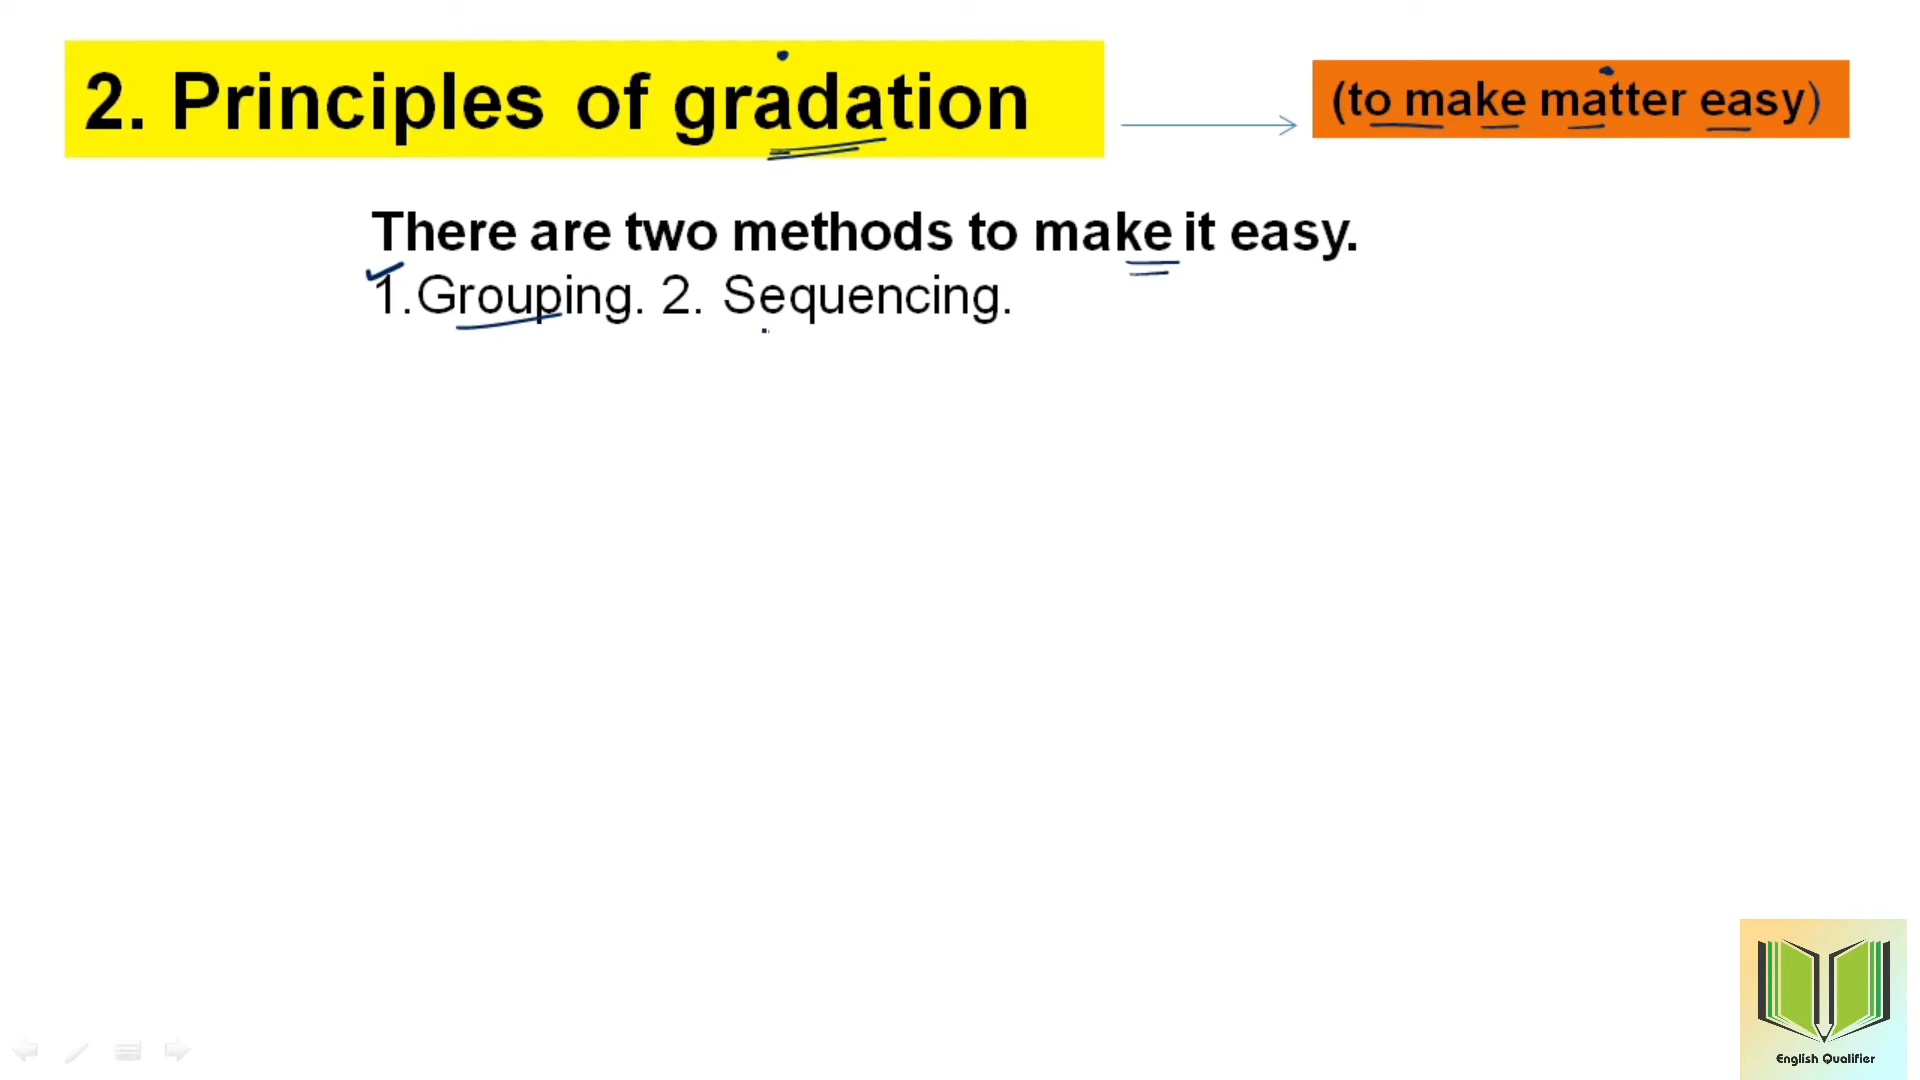 2. Principles of gradation
(to make matter easy)
There are two methods to make it easy.
1.Grouping. 2. Sequencing.
English Qualifier